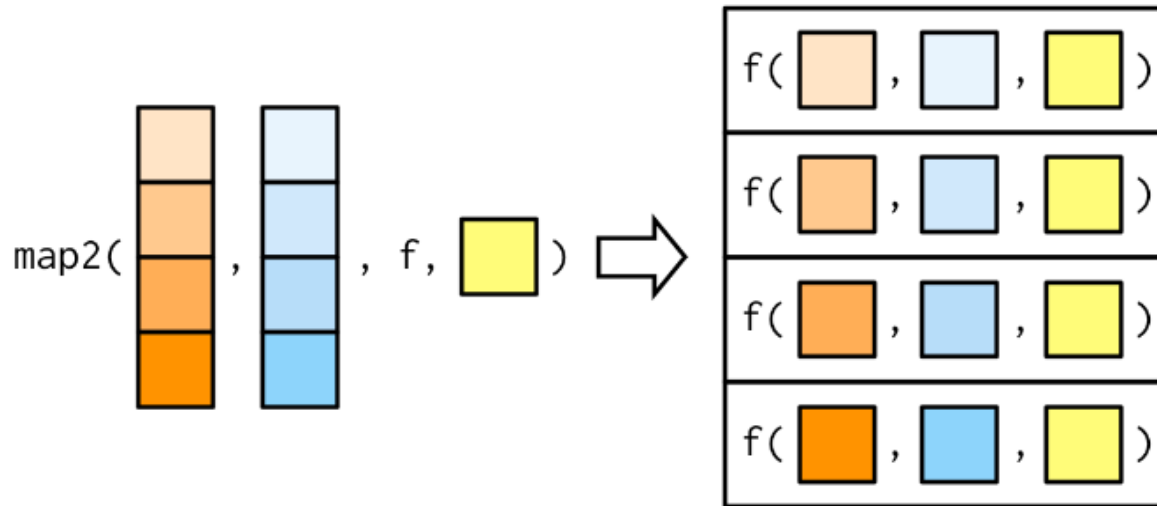 map2( , , f, )
f( , , )
f( , , )
f( , , )
f( , , )